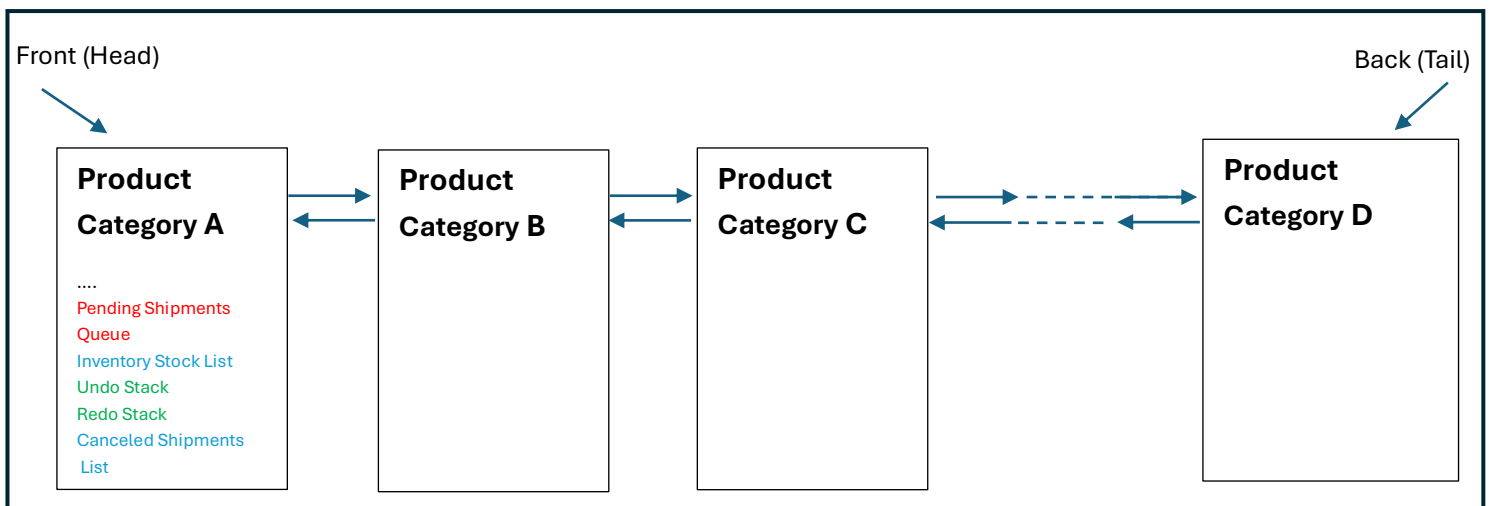 Front (Head)
Back (Tail)
Product
Category A
....
Pending Shipments
Queue
Inventory Stock List
Undo Stack
Redo Stack
Canceled Shipments
List
Product
Category B
Product
Category C
Product
Category D